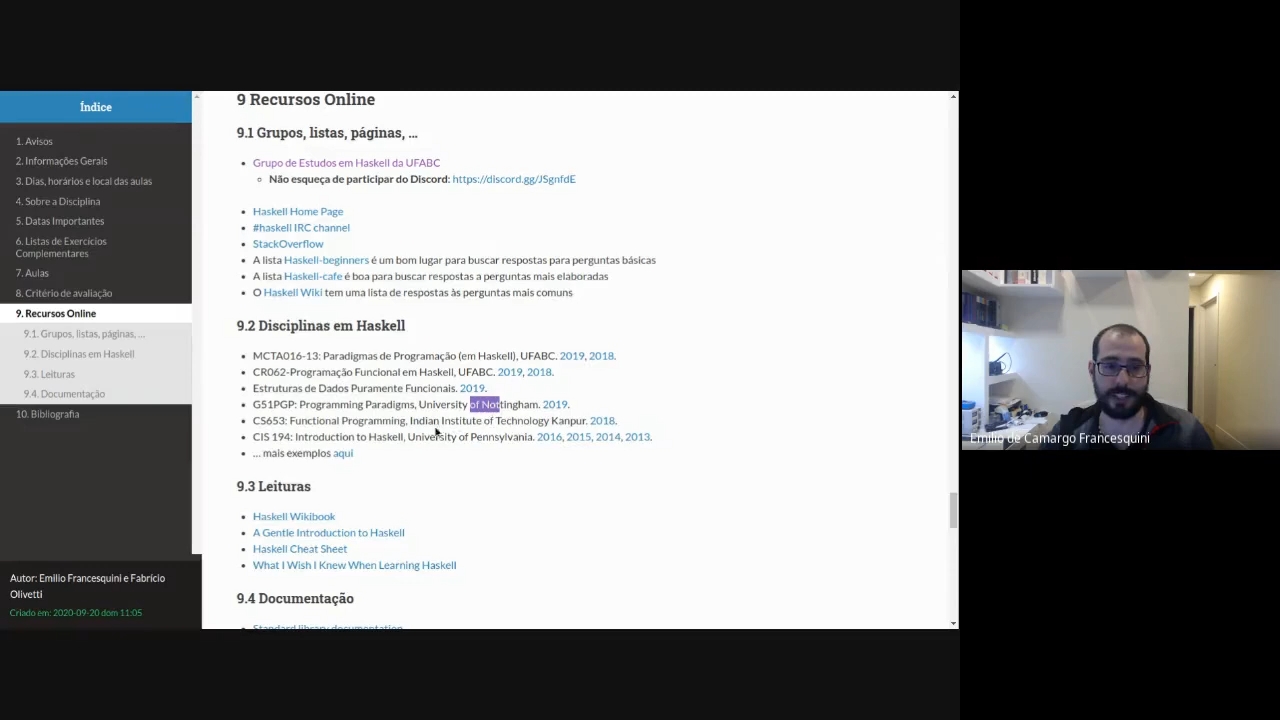 Índice
1. Avisos
2. Informações Gerais
3. Dias, horários e local das aulas
4. Sobre a Disciplina
5. Datas Importantes
6. Listas de Exercícios
Complementares
7. Aulas
8. Critério de avaliação
9. Recursos Online
9.1. Grupos, listas, páginas, ...
9.2. Disciplinas em Haskell
9.3. Leituras
9.4. Documentação
10. Bibliografia
Autor: Emilio Francesquini e Fabrício
Olivetti
Criado em: 2020-09-20 dom 11:05
9 Recursos Online
9.1 Grupos, listas, páginas, ...
Grupo de Estudos em Haskell da UFABC
Não esqueça de participar do Discord: https://discord.gg/JSgnfdE
Haskell Home Page
#haskell IRC channel
StackOverflow
A lista Haskell-beginners é um bom lugar para buscar respostas para perguntas básicas
A lista Haskell-cafe é boa para buscar respostas a perguntas mais elaboradas
O Haskell Wiki tem uma lista de respostas às perguntas mais comuns
9.2 Disciplinas em Haskell
MCTA016-13: Paradigmas de Programação (em Haskell), UFABC. 2019, 2018.
CR062-Programação Funcional em Haskell, UFABC. 2019, 2018.
Estruturas de Dados Puramente Funcionais. 2019.
G51PGP: Programming Paradigms, University of Nottingham. 2019.
CS653: Functional Programming, Indian Institute of Technology Kanpur. 2018.
CIS 194: Introduction to Haskell, University of Pennsylvania. 2016, 2015, 2014, 2013.
... mais exemplos aqui
9.3 Leituras
Haskell Wikibook
A Gentle Introduction to Haskell
Haskell Cheat Sheet
What I Wish I Knew When Learning Haskell
9.4 Documentação
Standard library documentation
Emilio de Camargo Francesquini